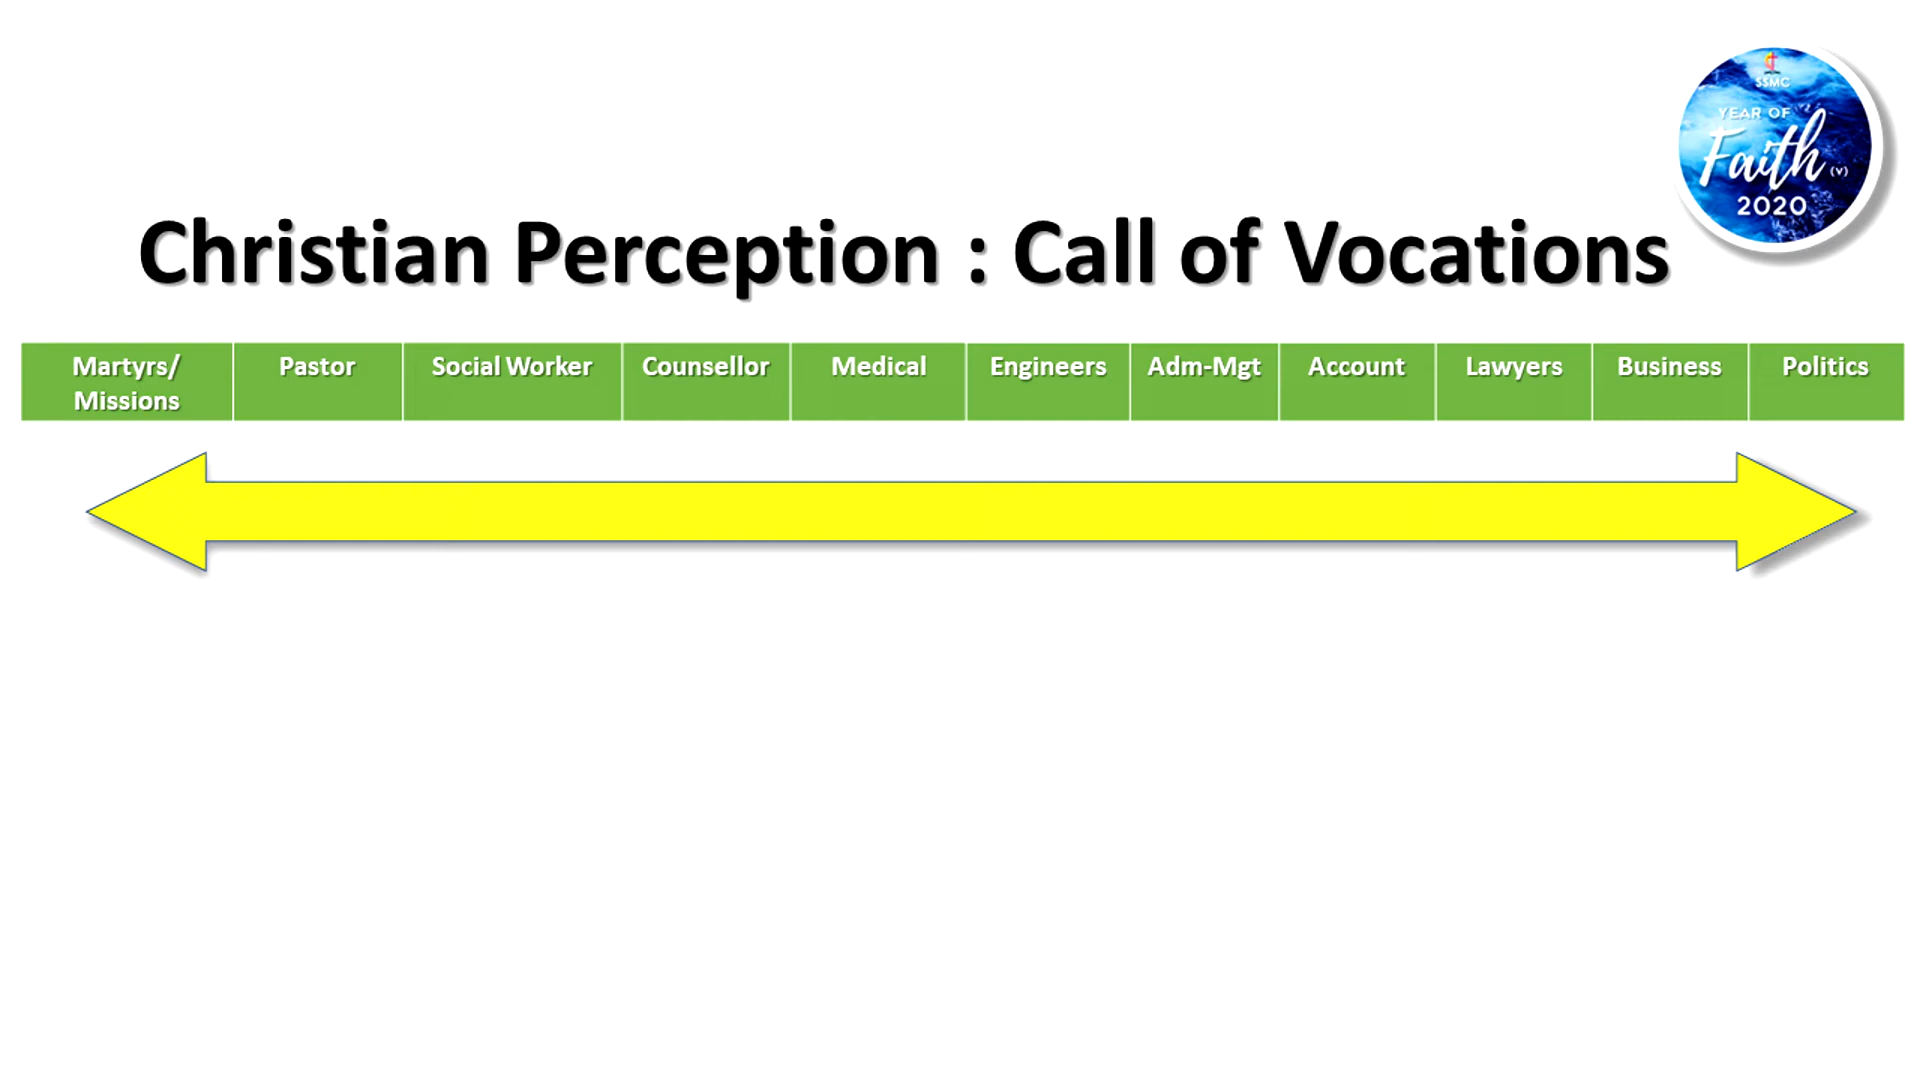 SSMC
YEAR OF
Faith (v)
2020
Christian Perception : Call of Vocations
Martyrs/
Missions
Pastor
Social Worker
Counsellor
Medical
Engineers
Adm-Mgt
Account
Lawyers
Business
Politics